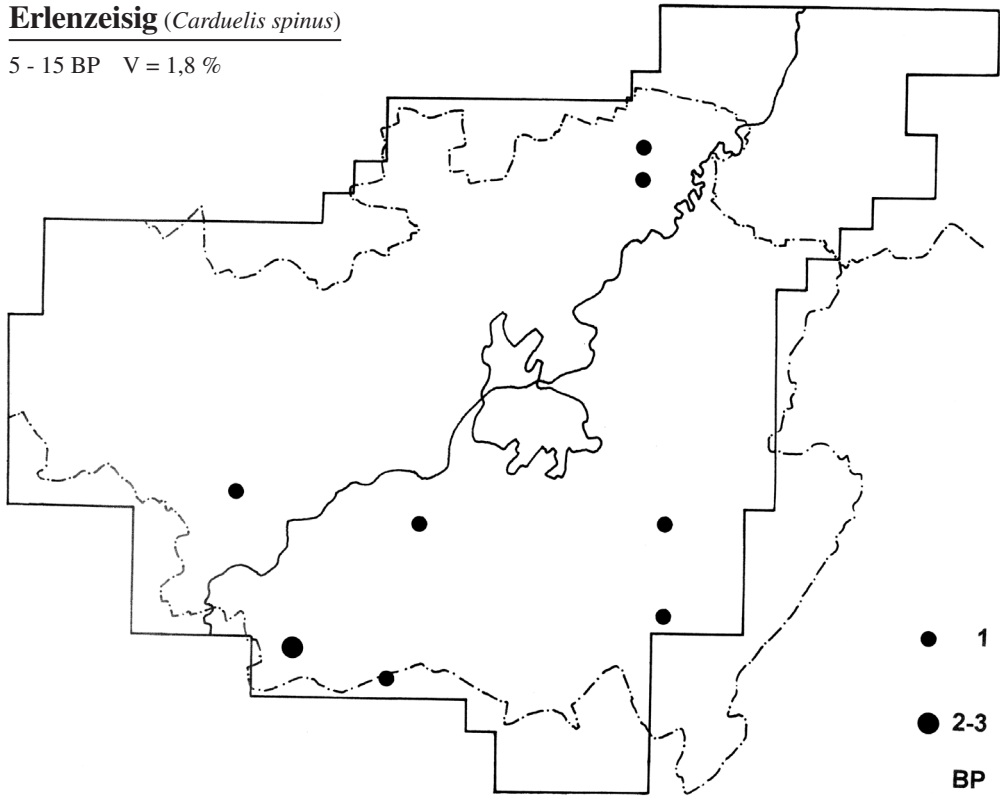 Erlenzeisig (Carduelis spinus)
5 - 15 BP V = 1,8 %
1
2-3
BP